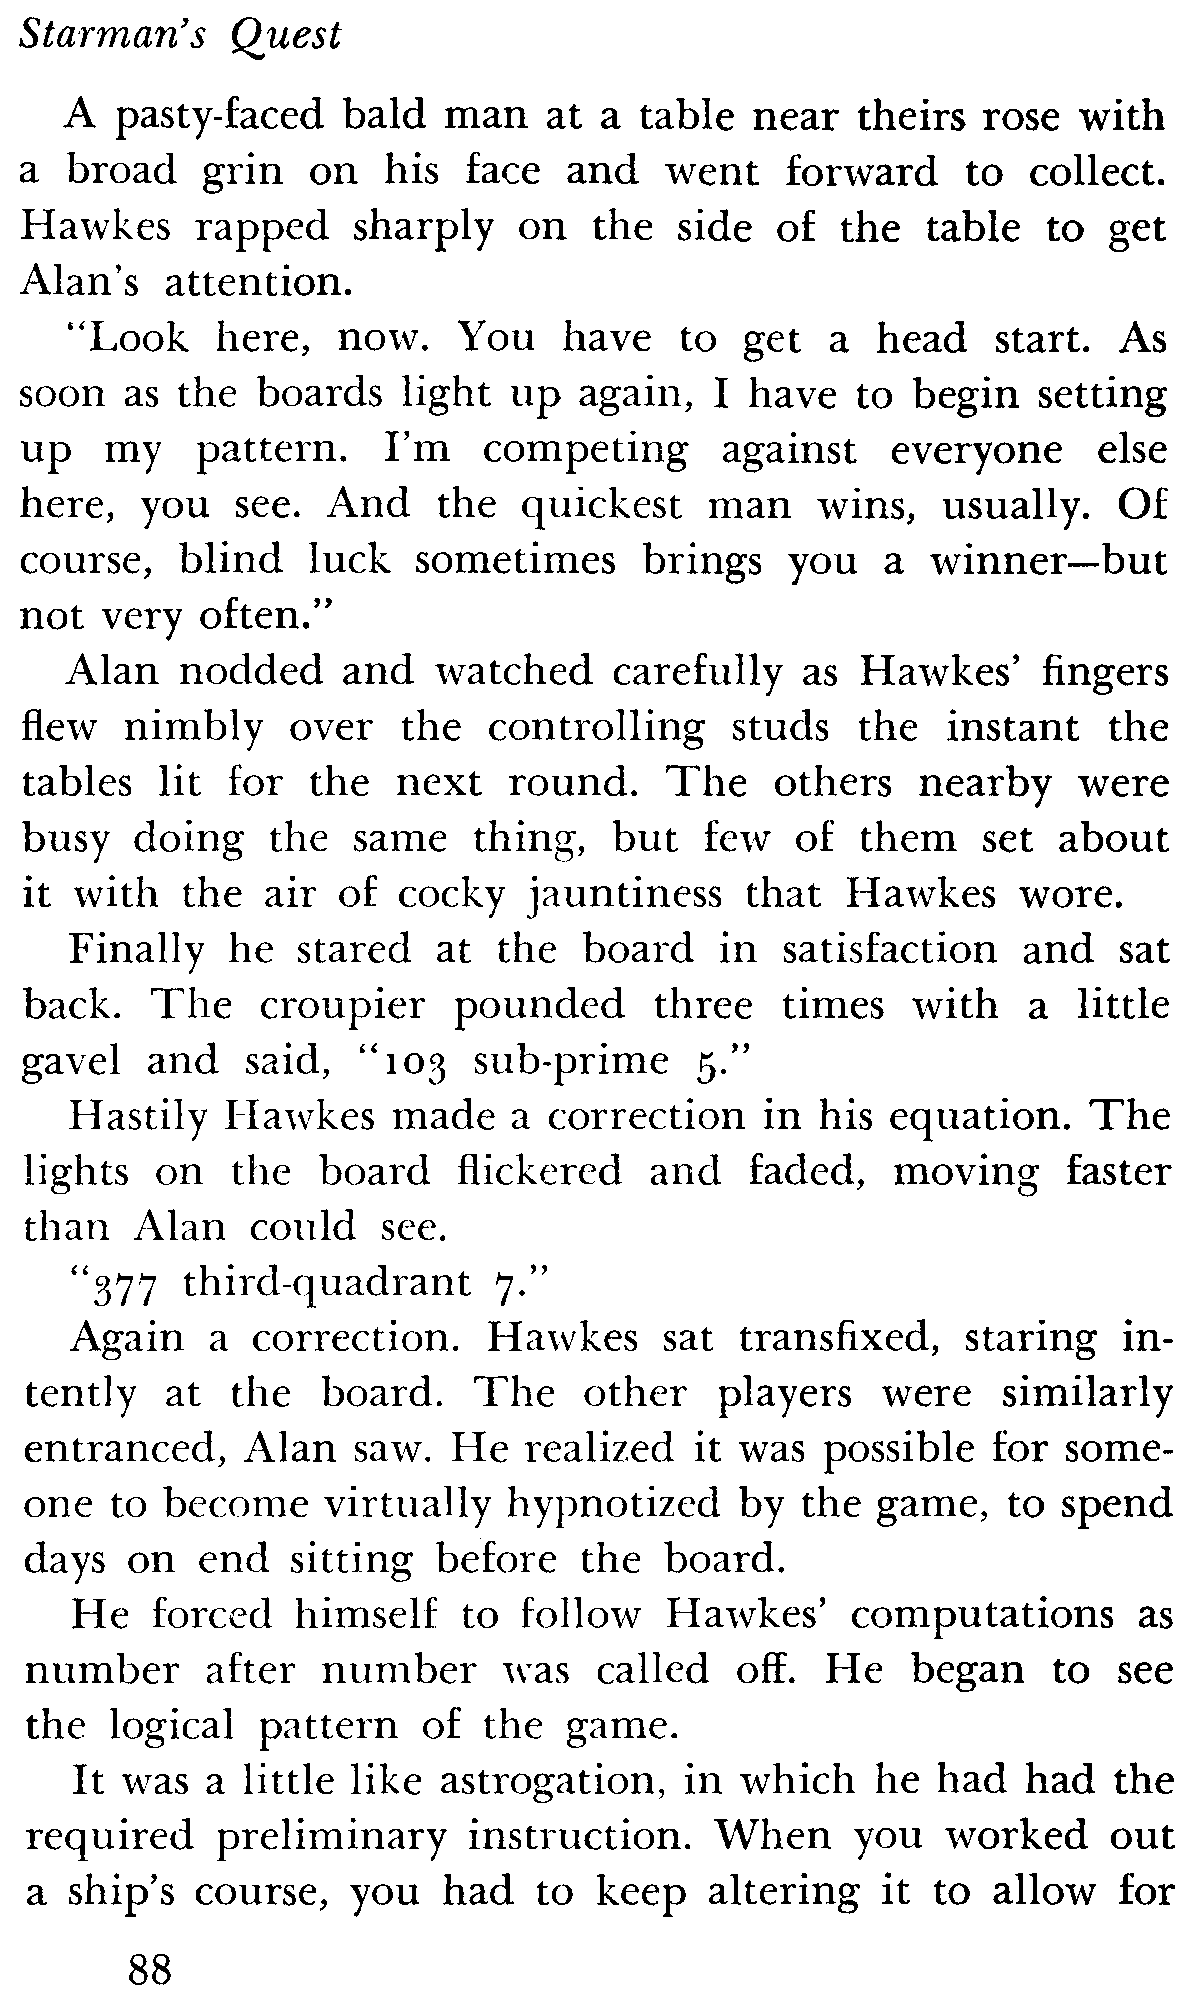 Starman's Quest
A pasty-faced bald man at a table near theirs rose with
a broad grin on his face and went forward to collect.
Hawkes rapped sharply on the side of the table to get
Alan's attention.
"Look here, now. You have to get a head start. As
soon as the boards light up again, I have to begin setting
up my pattern. I'm competing against everyone else
here, you see. And the quickest man wins, usually. Of
course, blind luck sometimes brings you a winner—but
not very often."
Alan nodded and watched carefully as Hawkes' fingers
flew nimbly over the controlling studs the instant the
tables lit for the next round. The others nearby were
busy doing the same thing, but few of them set about
it with the air of cocky jauntiness that Hawkes wore.
Finally he stared at the board in satisfaction and sat
back. The croupier pounded three times with a little
gavel and said, "103 sub-prime 5."
Hastily Hawkes made a correction in his equation. The
lights on the board flickered and faded, moving faster
than Alan could see.
"377 third-quadrant 7."
Again a correction. Hawkes sat transfixed, staring in-
tently at the board. The other players were similarly
entranced, Alan saw. He realized it was possible for some-
one to become virtually hypnotized by the game, to spend
days on end sitting before the board.
He forced himself to follow Hawkes' computations as
number after number was called off. He began to see
the logical pattern of the game.
It was a little like astrogation, in which he had had the
required preliminary instruction. When you worked out
a ship's course, you had to keep altering it to allow for
88